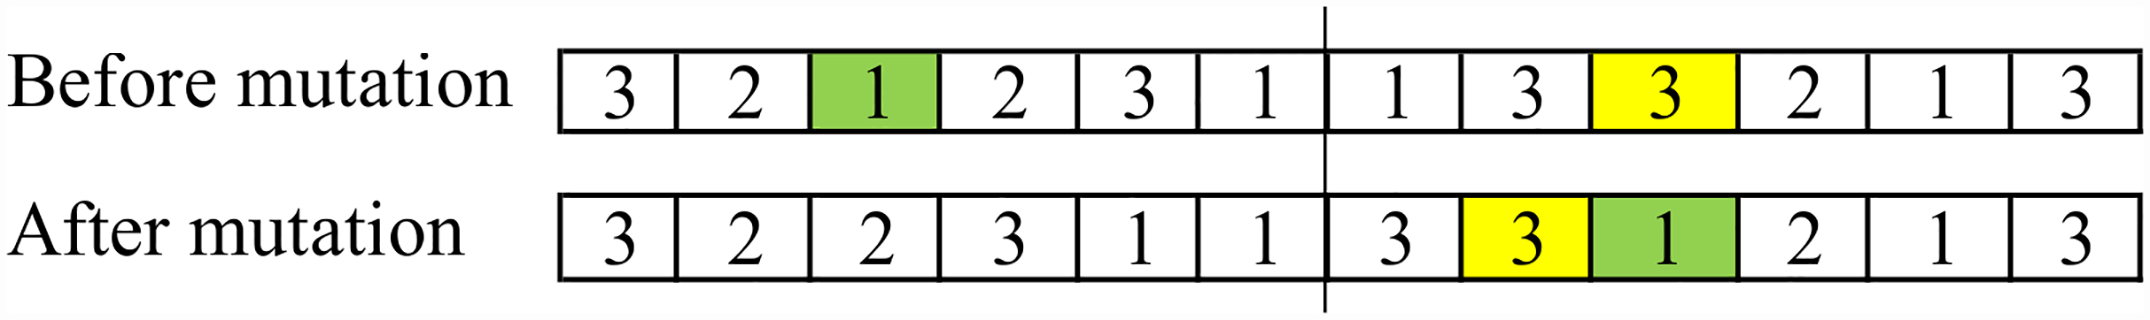 Before mutation 3 2 1 2 3 1 1 3 3 2 1 3
After mutation 3 2 2 3 1 1 3 3 1 2 1 3